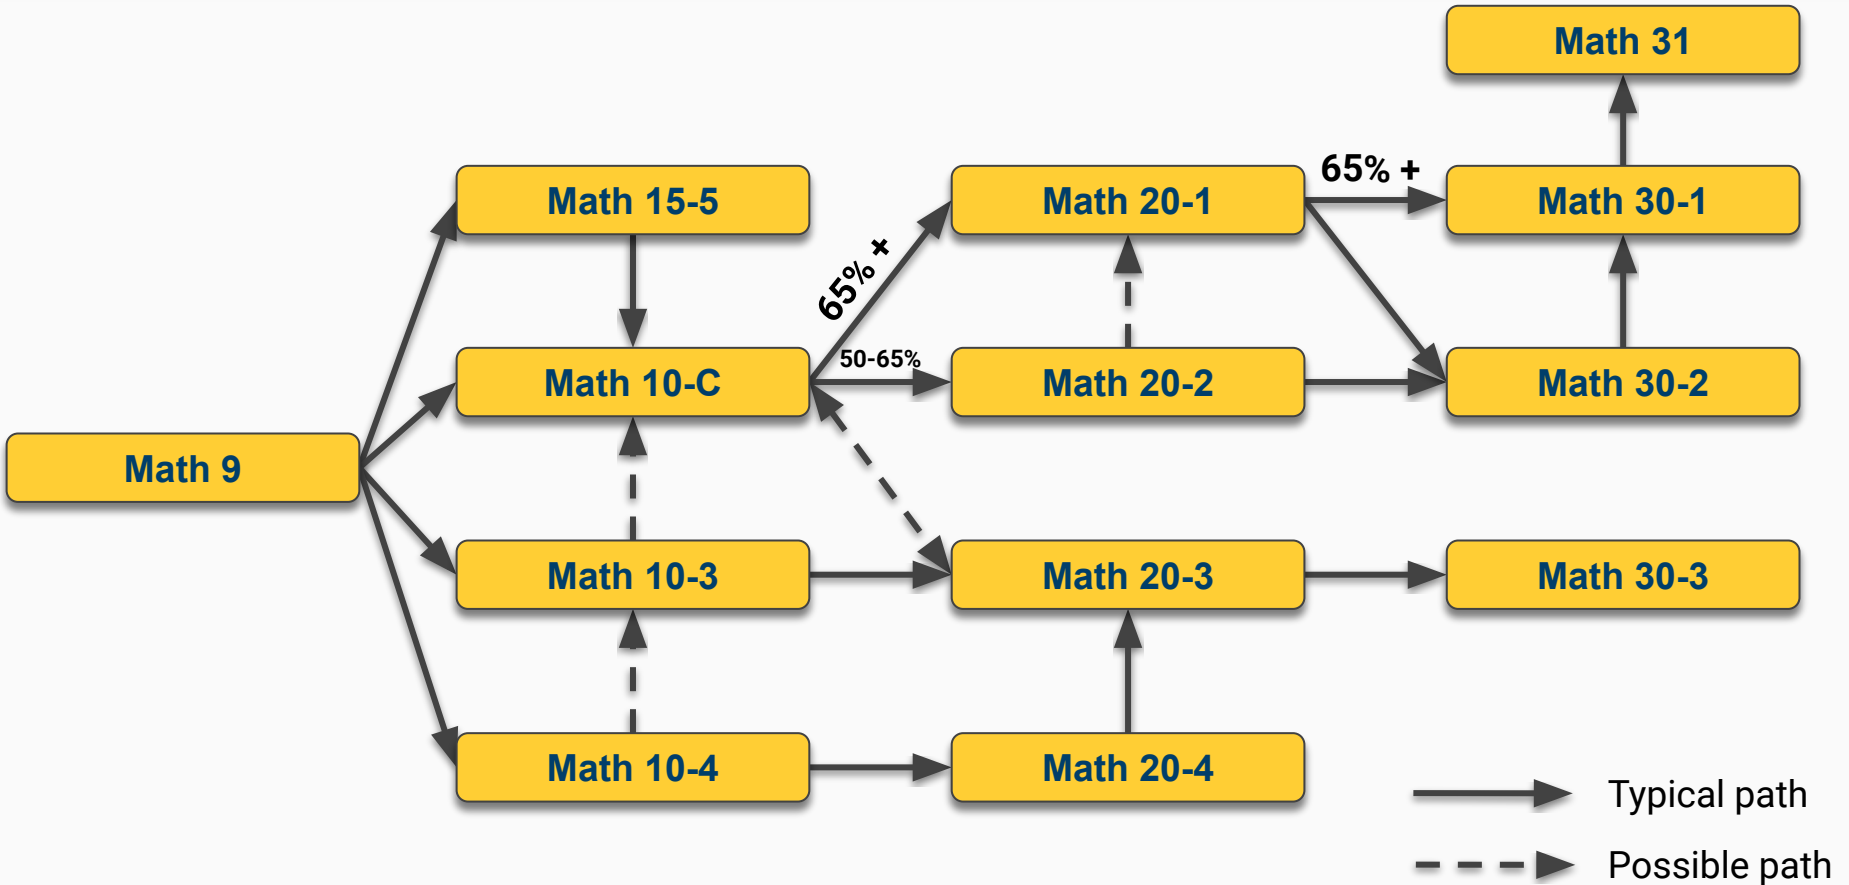 Math 31
65% +
Math 15-5
Math 20-1
Math 30-1
65% +
50-65%
Math 10-C
Math 20-2
Math 30-2
Math 9
Math 10-3
Math 20-3
Math 30-3
Math 10-4
Math 20-4
Typical path
Possible path